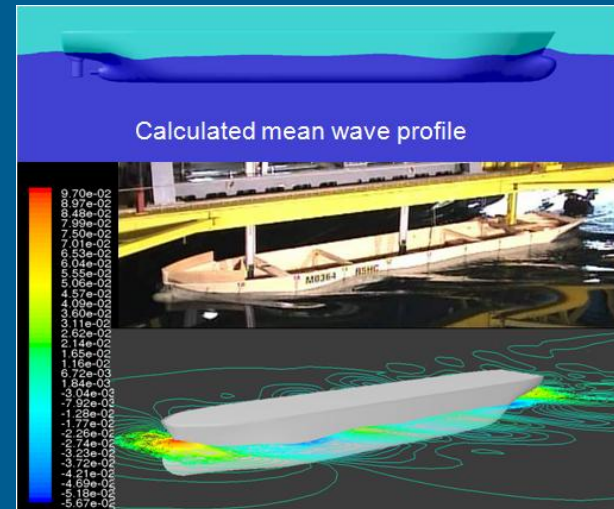 Calculated mean wave profile
9.70e-02
8.97e-02
8.48e-02
7.99e-02
7.50e-02
7.01e-02
6.53e-02
6.04e-02
5.55e-02
5.06e-02
4.57e-02
4.09e-02
3.60e-02
3.11e-02
2.62e-02
2.14e-02
1.65e-02
1.16e-02
6.72e-03
1.84e-03
-3.04e-03
-7.92e-03
-1.28e-02
-1.77e-02
-2.26e-02
-2.74e-02
-3.23e-02
-3.72e-02
-4.21e-02
-4.69e-02
-5.18e-02
-5.67e-02
M0364 BSHC